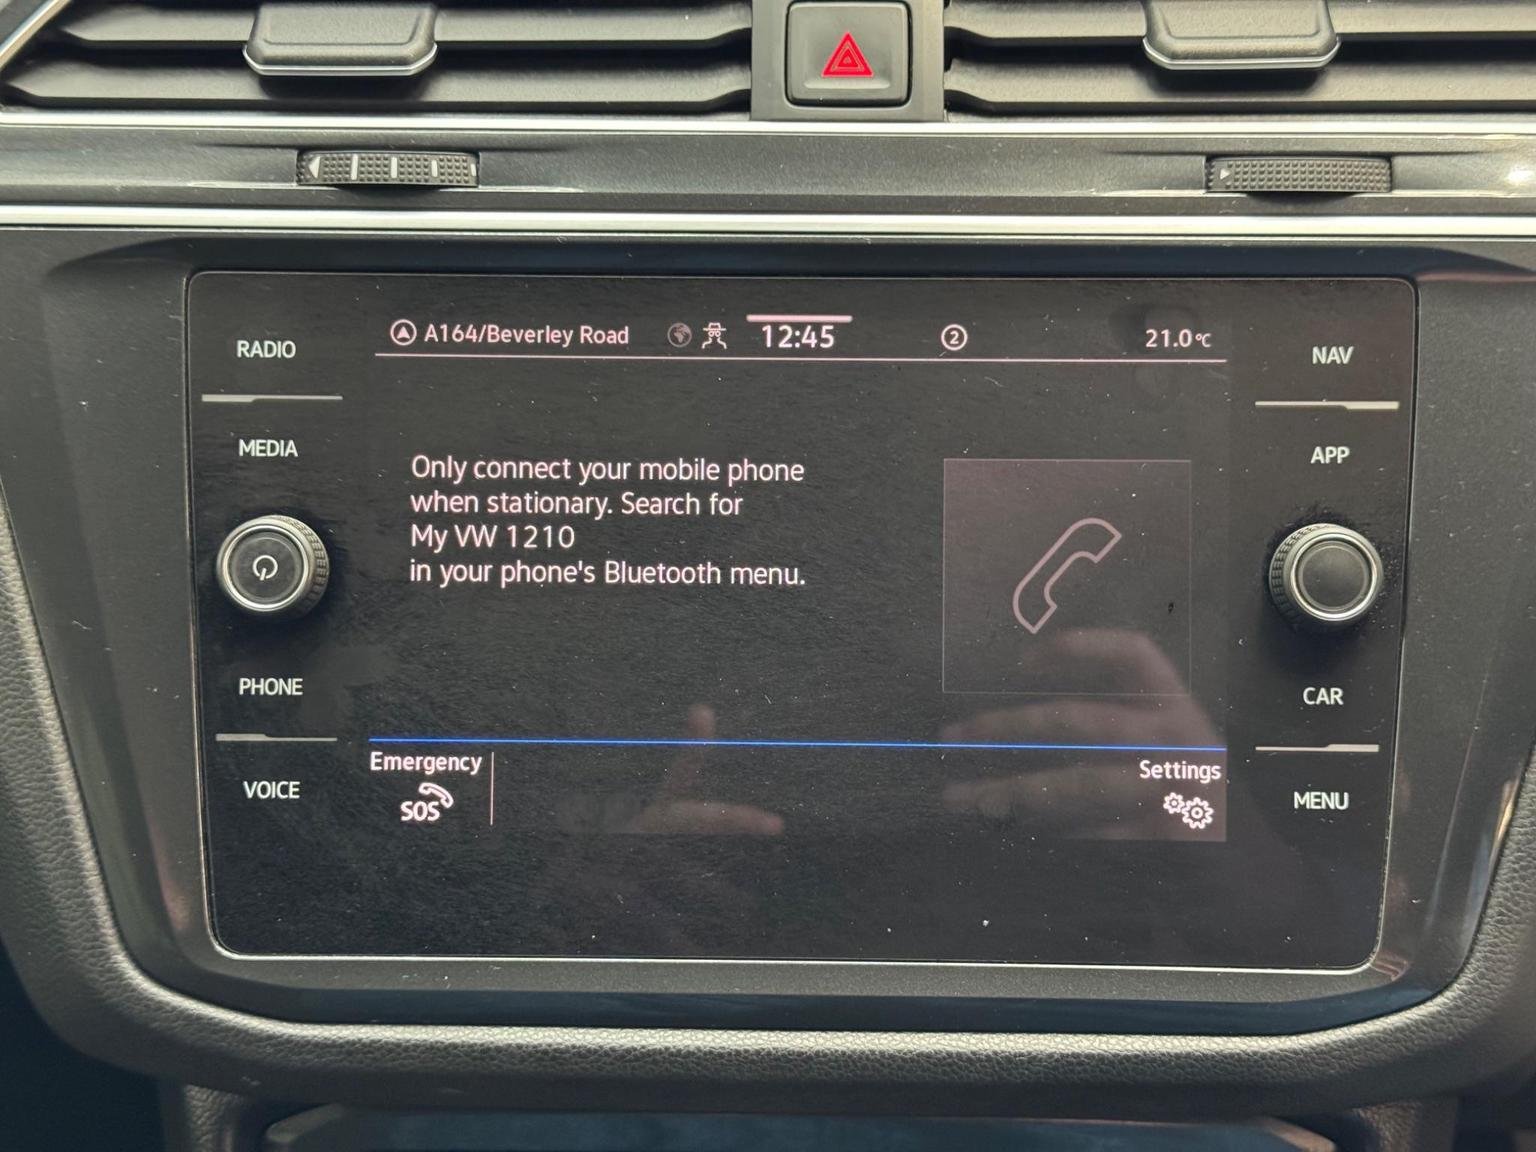 RADIO
MEDIA
PHONE
VOICE
A164/Beverley Road
12:45
2
21.0°C
Only connect your mobile phone
when stationary. Search for
My VW 1210
in your phone's Bluetooth menu.
Emergency
SOS
Settings
NAV
APP
CAR
MENU